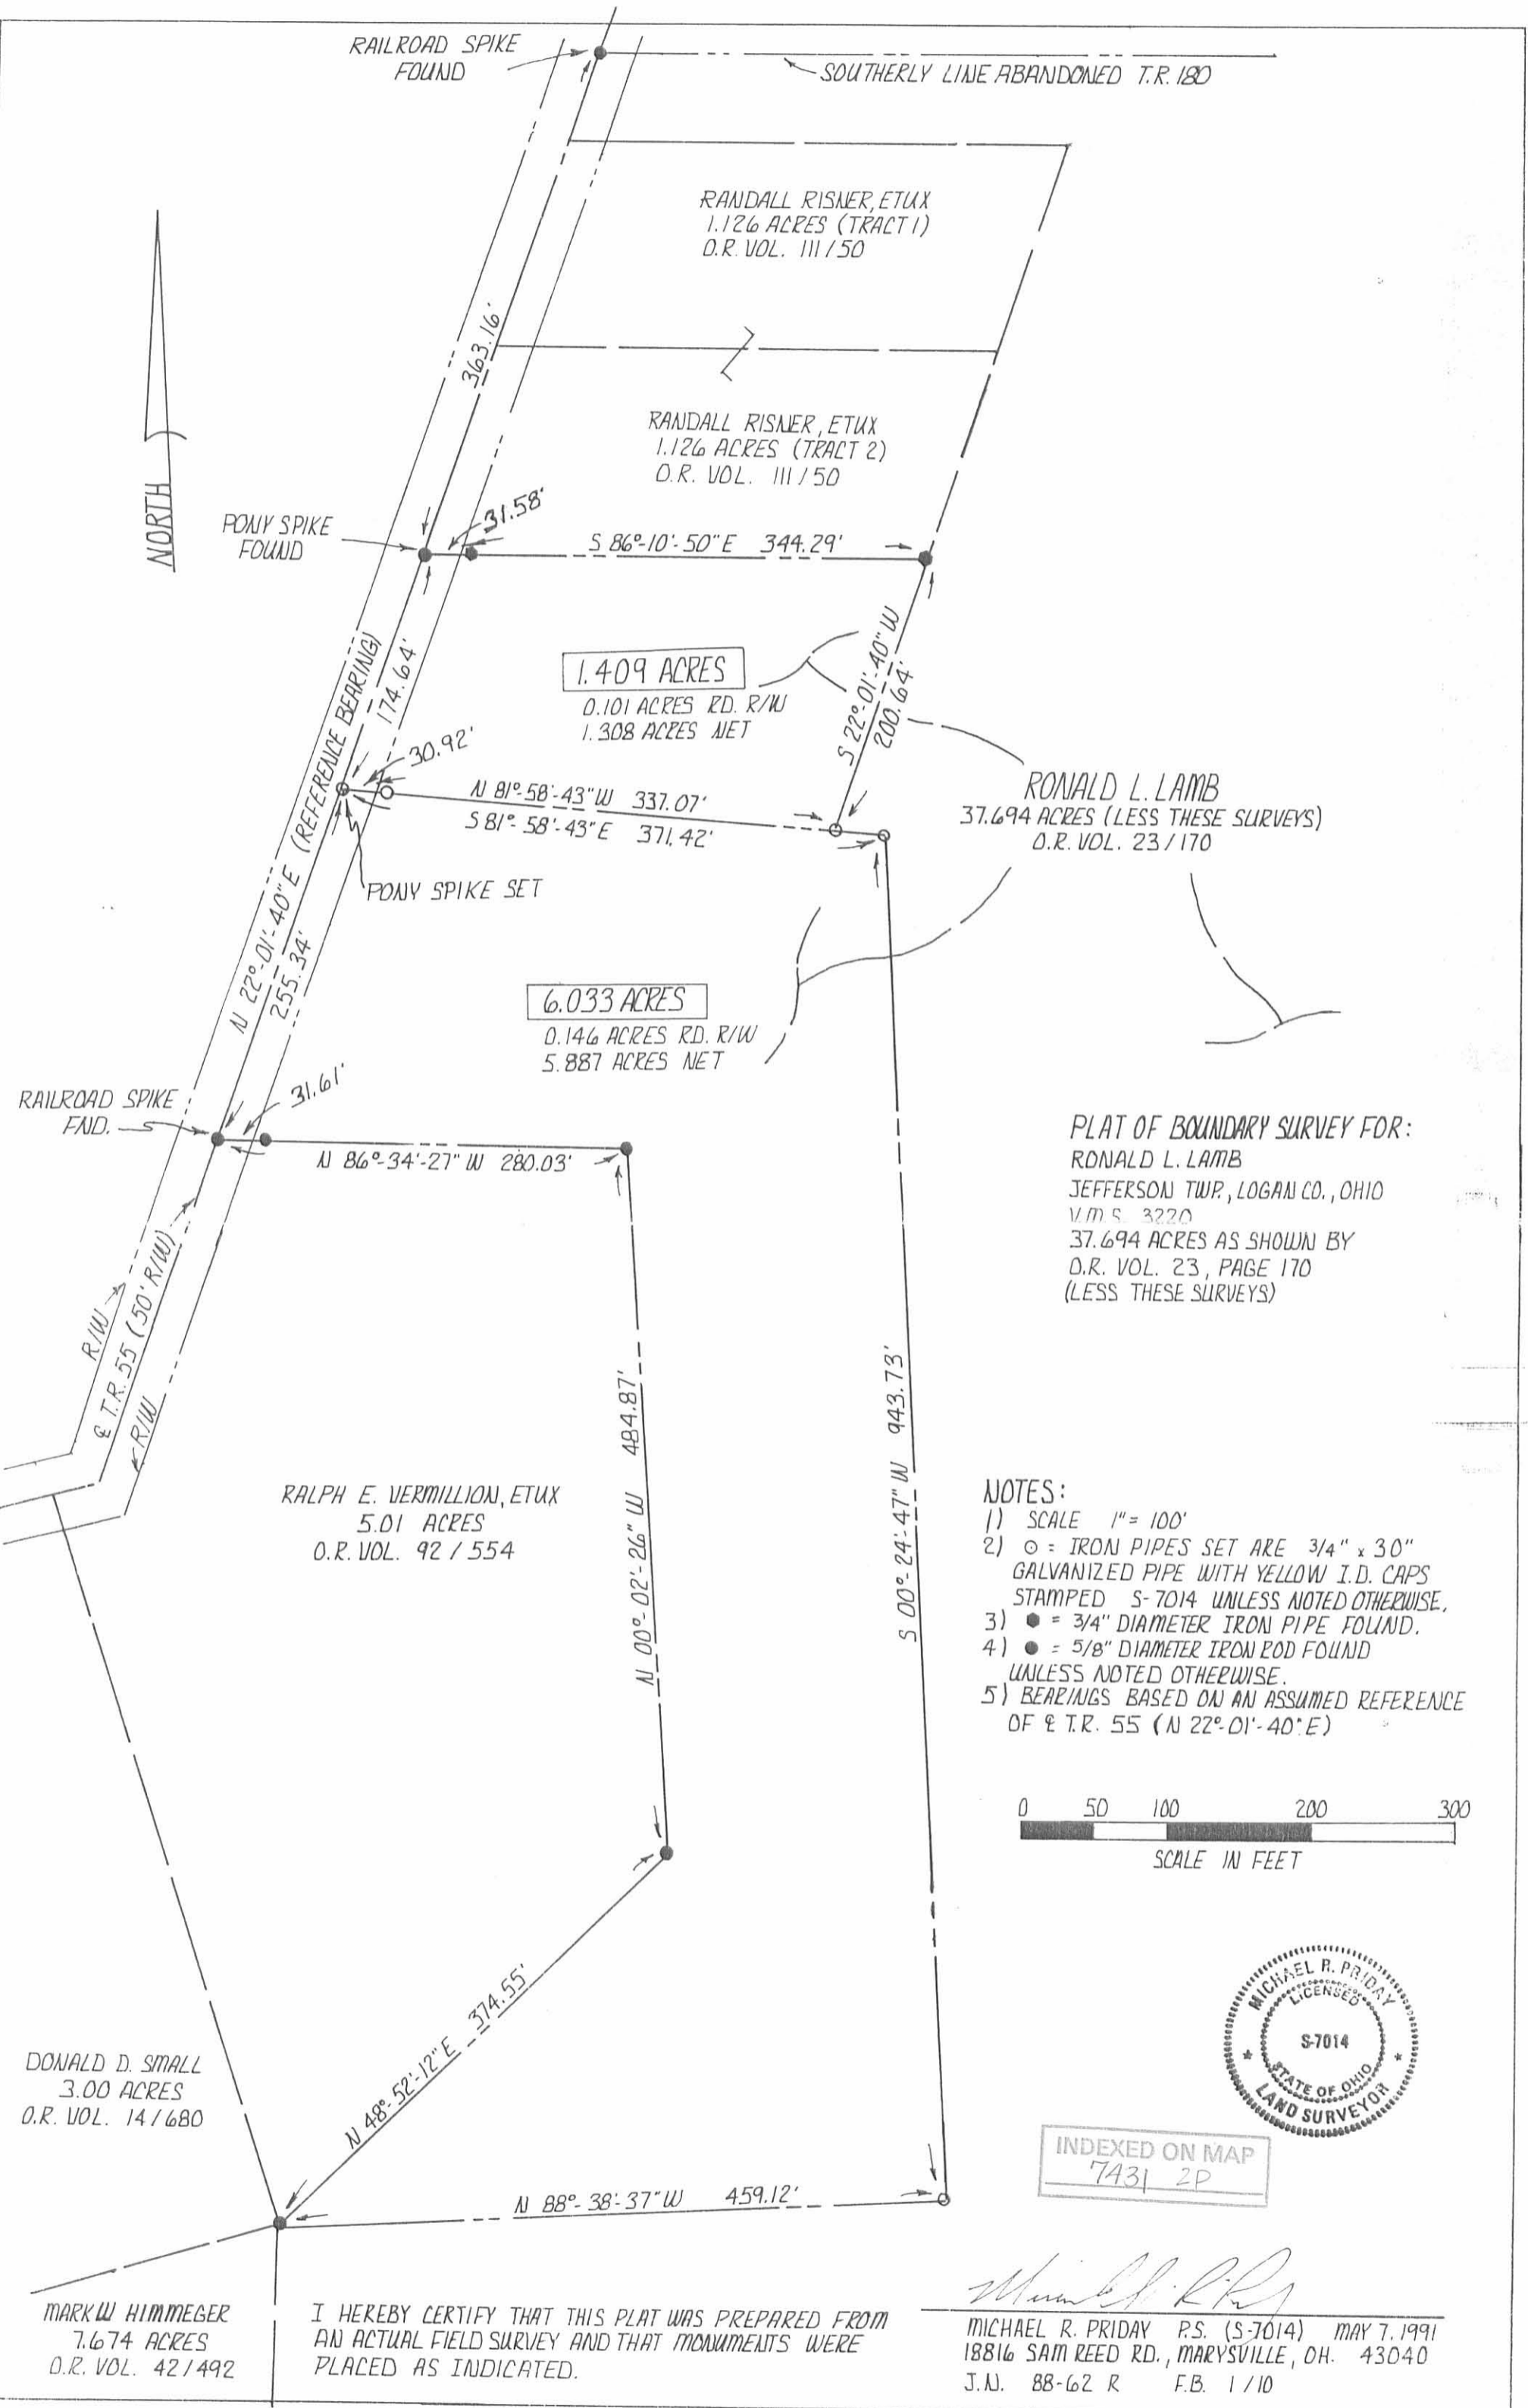 RAILROAD SPIKE
FOUND
SOUTHERLY LINE ABANDONED T.R. 180
RANDALL RISNER, ETUX
1.126 ACRES (TRACT 1)
O.R. VOL. 111/50
363.16'
RANDALL RISNER, ETUX
1.126 ACRES (TRACT 2)
O.R. VOL. 111/50
NORTH
PONY SPIKE
FOUND
31.58'
S 86°-10'-50" E 344.29'
174.64'
1.409 ACRES
0.101 ACRES RD. R/W
1.308 ACRES NET
S 22°-01'-40" W
200.64'
30.92'
N 81°-58'-43" W 337.07'
S 81°-58'-43" E 371.42'
PONY SPIKE SET
RONALD L. LAMB
37.694 ACRES (LESS THESE SURVEYS)
O.R. VOL. 23/170
N 22°-01'-40" E (REFERENCE BEARING)
255.34'
6.033 ACRES
0.146 ACRES RD. R/W
5.887 ACRES NET
RAILROAD SPIKE
FND.
31.61'
N 86°-34'-27" W 280.03'
PLAT OF BOUNDARY SURVEY FOR:
RONALD L. LAMB
JEFFERSON TWP., LOGAN CO., OHIO
V.M.S. 3220
37.694 ACRES AS SHOWN BY
O.R. VOL. 23, PAGE 170
(LESS THESE SURVEYS)
R/W
℄ T.R. 55 (50' R/W)
R/W
N 00°-02'-26" W 484.87'
S 00°-24'-47" W 943.73'
RALPH E. VERMILLION, ETUX
5.01 ACRES
O.R. VOL. 92/554
NOTES:
1) SCALE 1" = 100'
2) ⊙ = IRON PIPES SET ARE 3/4" x 30"
GALVANIZED PIPE WITH YELLOW I.D. CAPS
STAMPED S-7014 UNLESS NOTED OTHERWISE.
3) ● = 3/4" DIAMETER IRON PIPE FOUND.
4) ● = 5/8" DIAMETER IRON ROD FOUND
UNLESS NOTED OTHERWISE.
5) BEARINGS BASED ON AN ASSUMED REFERENCE
OF ℄ T.R. 55 (N 22°-01'-40" E)
0 50 100 200 300
SCALE IN FEET
MICHAEL R. PRIDAY
LICENSED
S-7014
STATE OF OHIO
LAND SURVEYOR
N 48°-52'-12" E 374.55'
DONALD D. SMALL
3.00 ACRES
O.R. VOL. 14/680
INDEXED ON MAP
7431 2P
N 88°-38'-37" W 459.12'
MARK W HIMMEGER
7.674 ACRES
O.R. VOL. 42/492
I HEREBY CERTIFY THAT THIS PLAT WAS PREPARED FROM
AN ACTUAL FIELD SURVEY AND THAT MONUMENTS WERE
PLACED AS INDICATED.
MICHAEL R. PRIDAY P.S. (S-7014) MAY 7, 1991
18816 SAM REED RD., MARYSVILLE, OH. 43040
J.N. 88-62 R F.B. 1/10